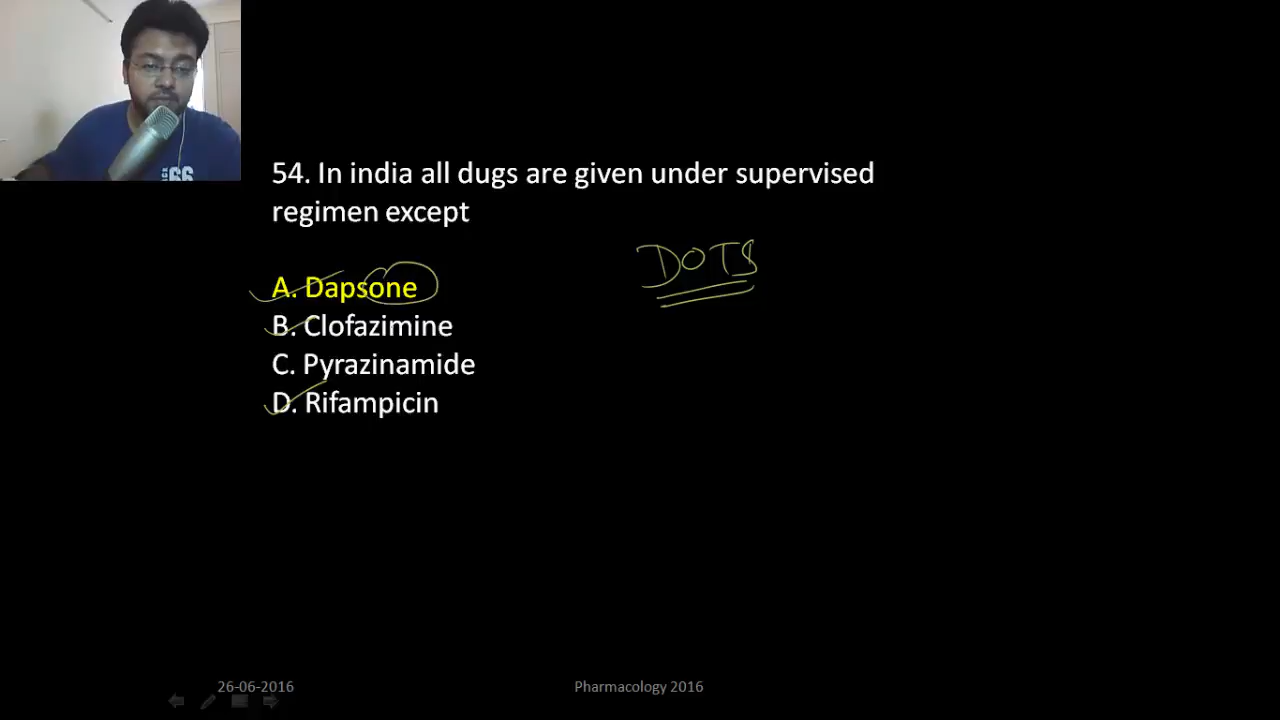 54. In india all dugs are given under supervised
regimen except
DOTS
A. Dapsone
B. Clofazimine
C. Pyrazinamide
D. Rifampicin
66
26-06-2016
Pharmacology 2016